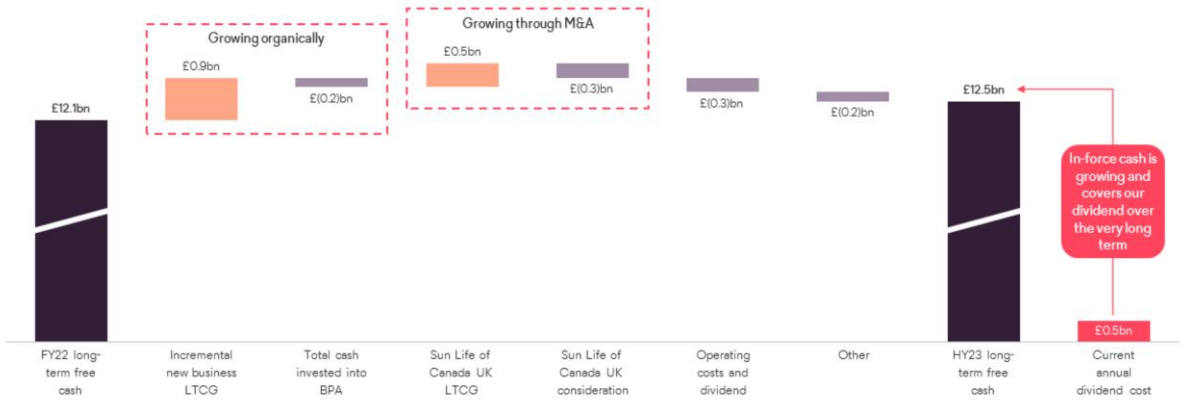 Growing organically
Growing through M&A
£12.1bn
£0.9bn
£(0.2)bn
£0.5bn
£(0.3)bn
£(0.3)bn
£(0.2)bn
£12.5bn
In-force cash is
growing and
covers our
dividend over
the very long
term
£0.5bn
FY22 long-
term free
cash
Incremental
new business
LTCG
Total cash
invested into
BPA
Sun Life of
Canada UK
LTCG
Sun Life of
Canada UK
consideration
Operating
costs and
dividend
Other
HY23 long-
term free
cash
Current
annual
dividend cost